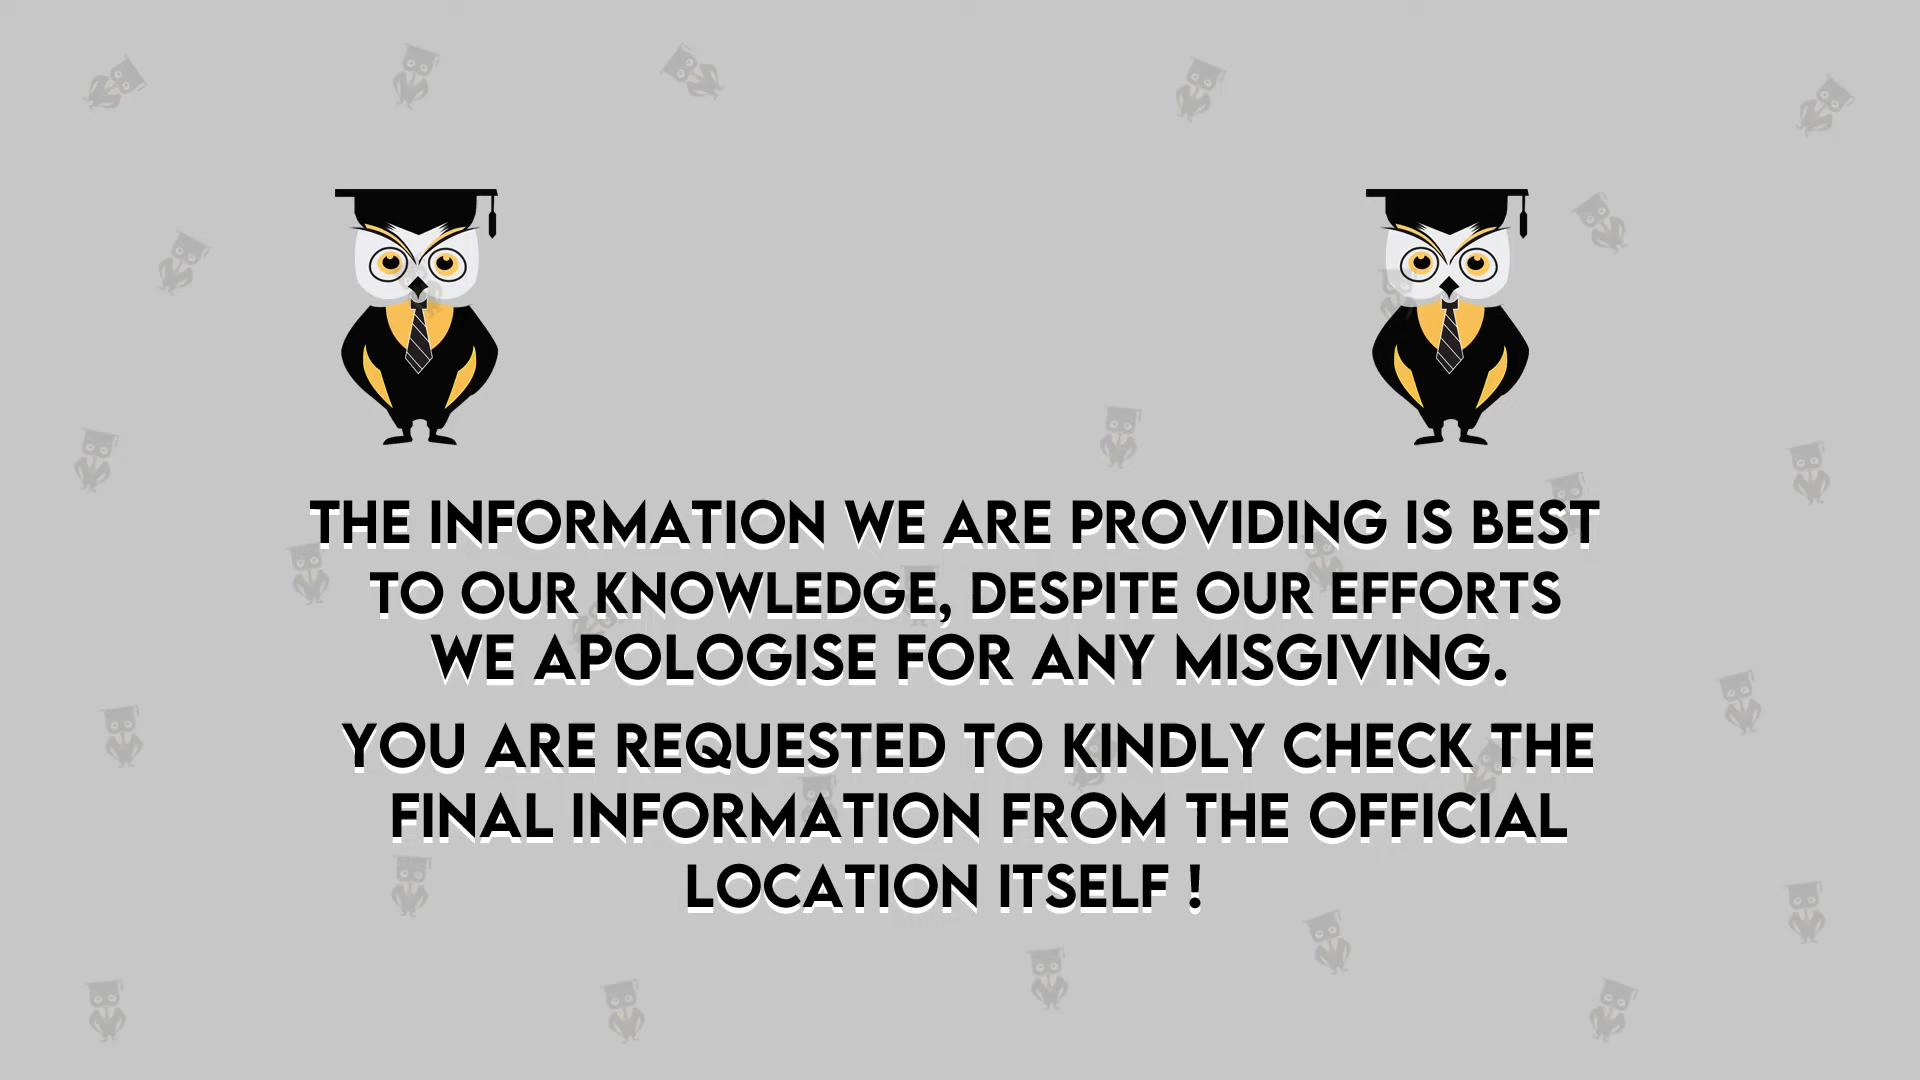 THE INFORMATION WE ARE PROVIDING IS BEST
TO OUR KNOWLEDGE, DESPITE OUR EFFORTS
WE APOLOGISE FOR ANY MISGIVING.
YOU ARE REQUESTED TO KINDLY CHECK THE
FINAL INFORMATION FROM THE OFFICIAL
LOCATION ITSELF !